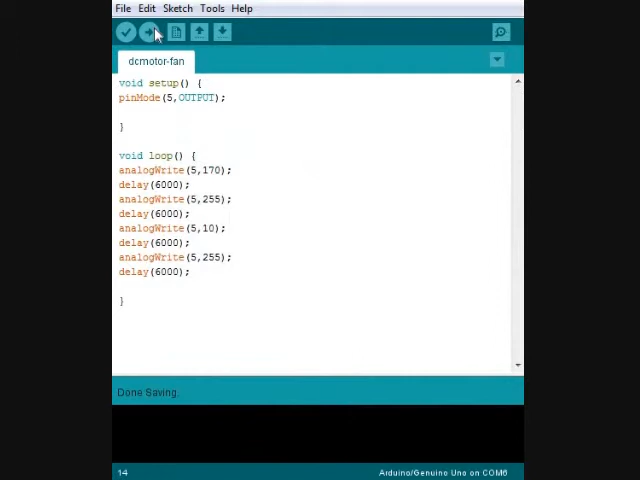 File Edit Sketch Tools Help
dcmotor-fan
void setup() {
pinMode(5,OUTPUT);
}
void loop() {
analogWrite(5,170);
delay(6000);
analogWrite(5,255);
delay(6000);
analogWrite(5,10);
delay(6000);
analogWrite(5,255);
delay(6000);
}
Done Saving.
14 Arduino/Genuino Uno on COM6